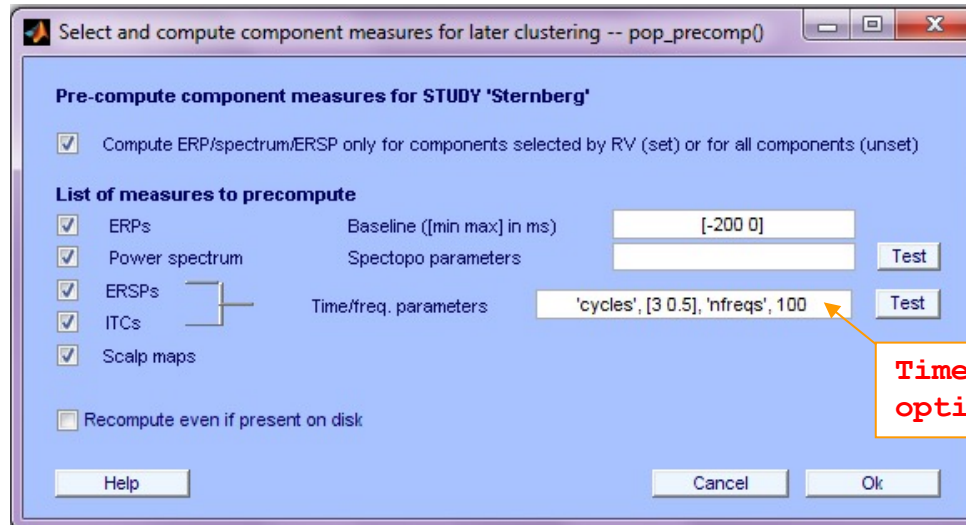 Select and compute component measures for later clustering -- pop_precomp()
Pre-compute component measures for STUDY 'Sternberg'
Compute ERP/spectrum/ERSP only for components selected by RV (set) or for all components (unset)
List of measures to precompute
ERPs Baseline ([min max] in ms) [-200 0]
Power spectrum Spectopo parameters Test
ERSPs
Time/freq. parameters 'cycles', [3 0.5], 'nfreqs', 100 Test
ITCs
Scalp maps
Time
opti
Recompute even if present on disk
Help Cancel Ok